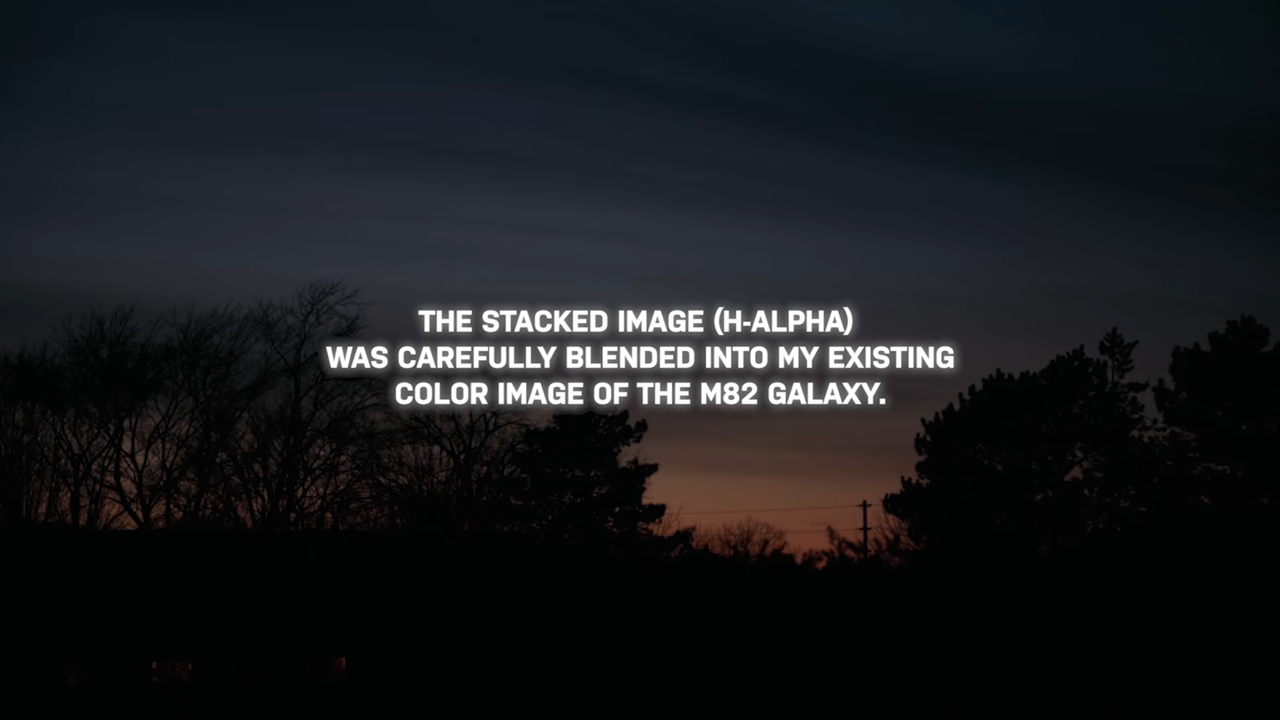 THE STACKED IMAGE (H-ALPHA)
WAS CAREFULLY BLENDED INTO MY EXISTING
COLOR IMAGE OF THE M82 GALAXY.